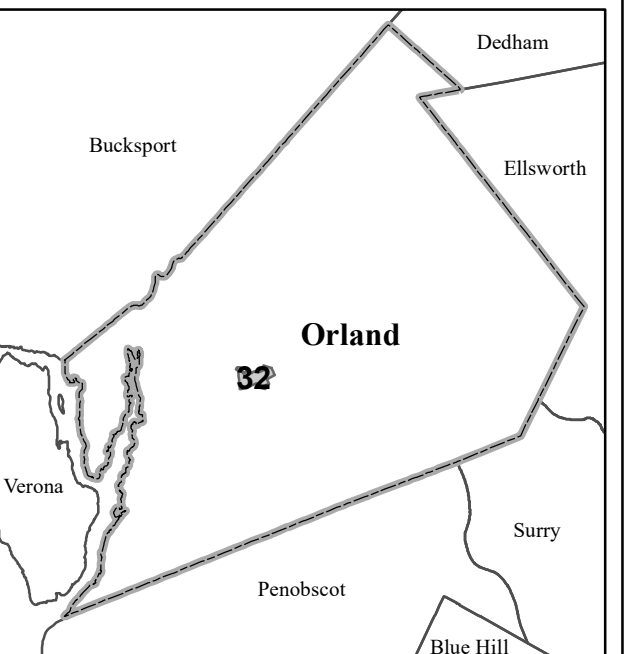 Dedham
Bucksport
Ellsworth
Orland
32
Verona
Surry
Penobscot
Blue Hill